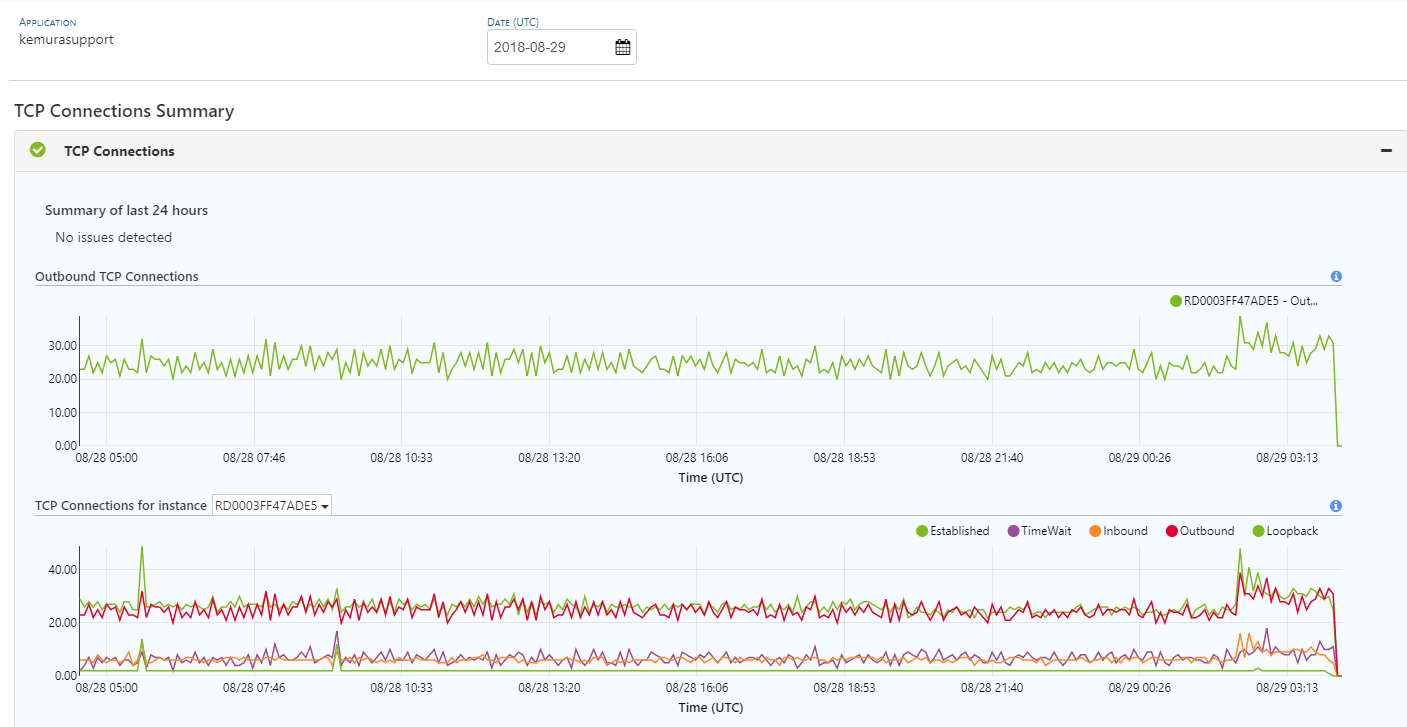 Application
Date (UTC)
kemurasupport
2018-08-29
TCP Connections Summary
TCP Connections
Summary of last 24 hours
No issues detected
Outbound TCP Connections
RD0003FF47ADE5 - Out...
30.00
20.00
10.00
0.00
08/28 05:00 08/28 07:46 08/28 10:33 08/28 13:20 08/28 16:06 08/28 18:53 08/28 21:40 08/29 00:26 08/29 03:13
Time (UTC)
TCP Connections for instance RD0003FF47ADE5
Established TimeWait Inbound Outbound Loopback
40.00
20.00
0.00
08/28 05:00 08/28 07:46 08/28 10:33 08/28 13:20 08/28 16:06 08/28 18:53 08/28 21:40 08/29 00:26 08/29 03:13
Time (UTC)